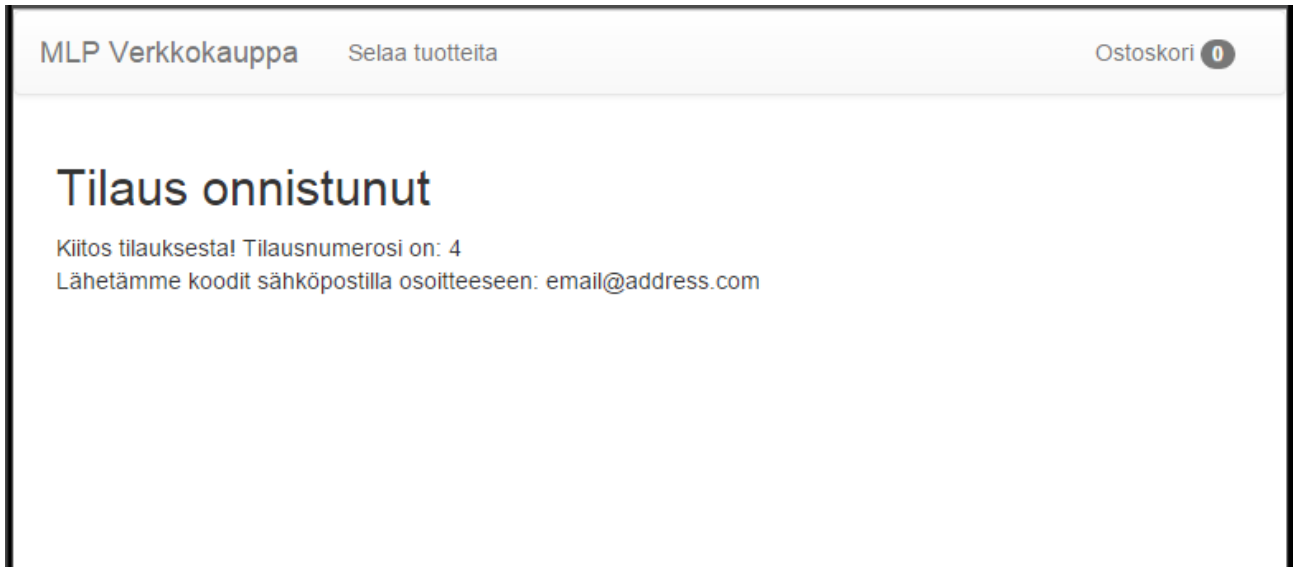 MLP Verkkokauppa Selaa tuotteita Ostoskori 0
Tilaus onnistunut
Kiitos tilauksesta! Tilausnumerosi on: 4
Lähetämme koodit sähköpostilla osoitteeseen: email@address.com